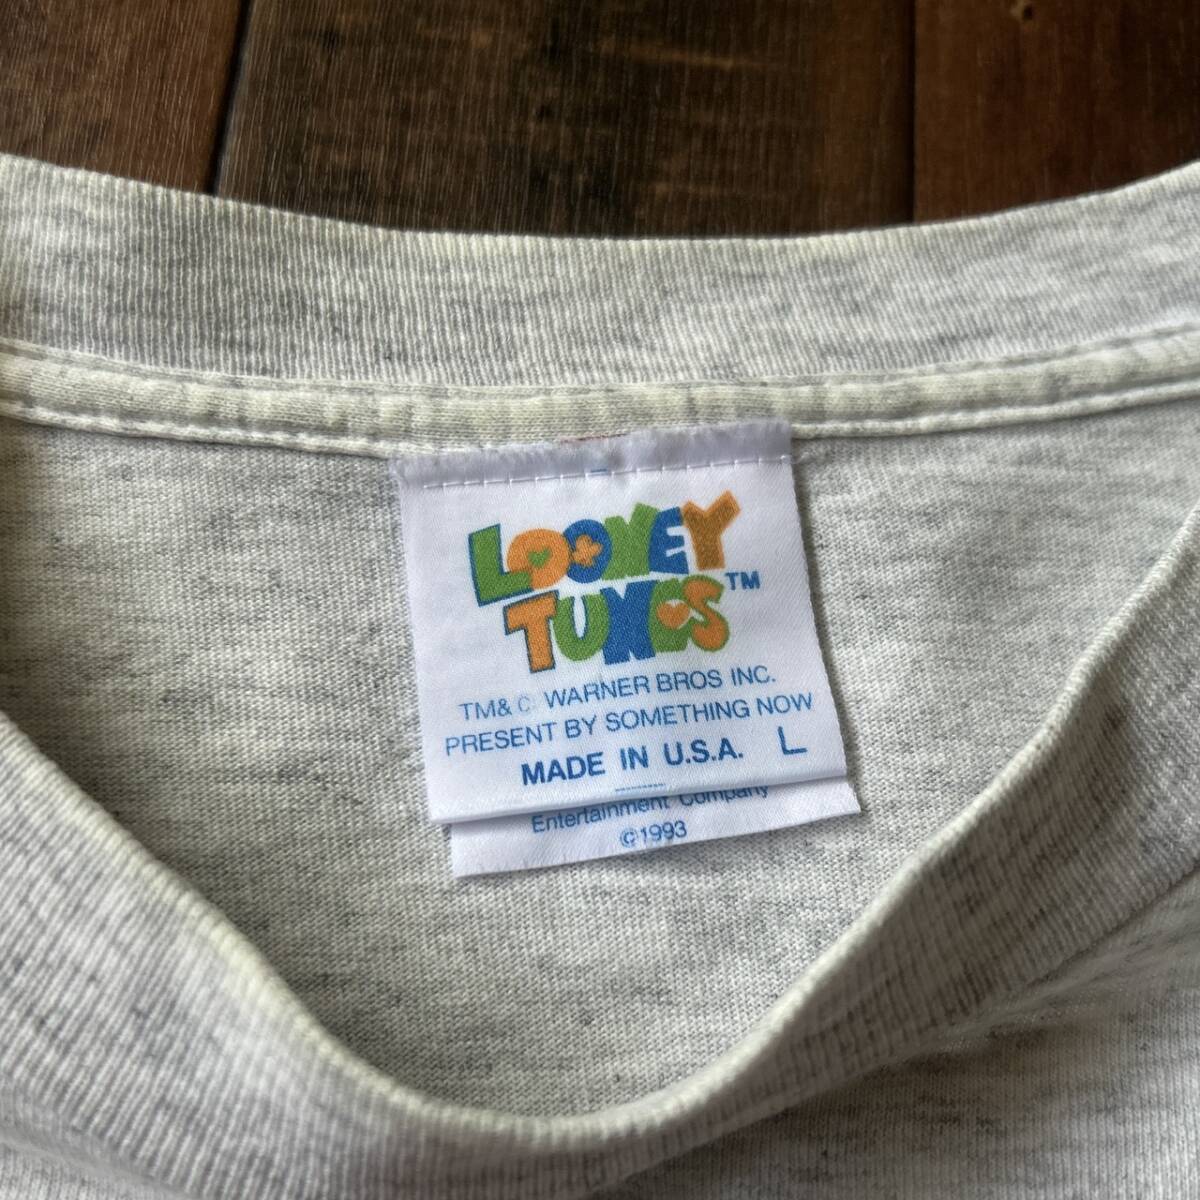 LOONEY
TUNES™
TM& © WARNER BROS INC.
PRESENT BY SOMETHING NOW
MADE IN U.S.A. L
Entertainment Company
©1993